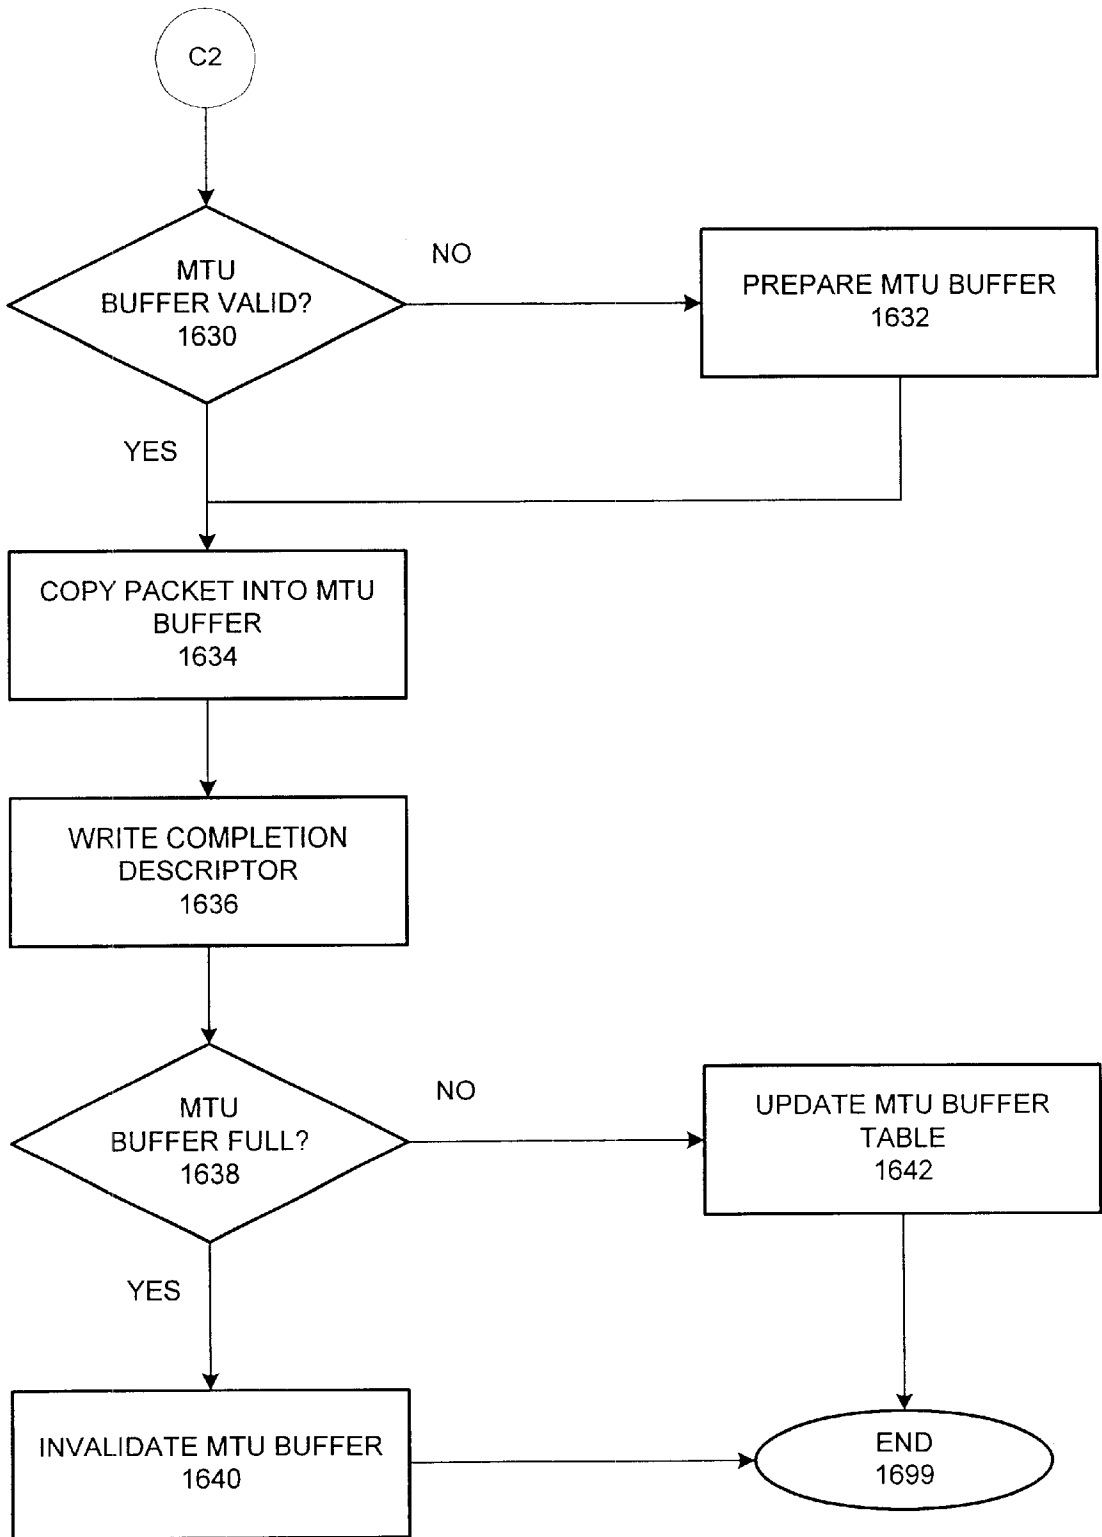 C2
MTU
BUFFER VALID?
1630
NO
PREPARE MTU BUFFER
1632
YES
COPY PACKET INTO MTU
BUFFER
1634
WRITE COMPLETION
DESCRIPTOR
1636
MTU
BUFFER FULL?
1638
NO
UPDATE MTU BUFFER
TABLE
1642
YES
INVALIDATE MTU BUFFER
1640
END
1699